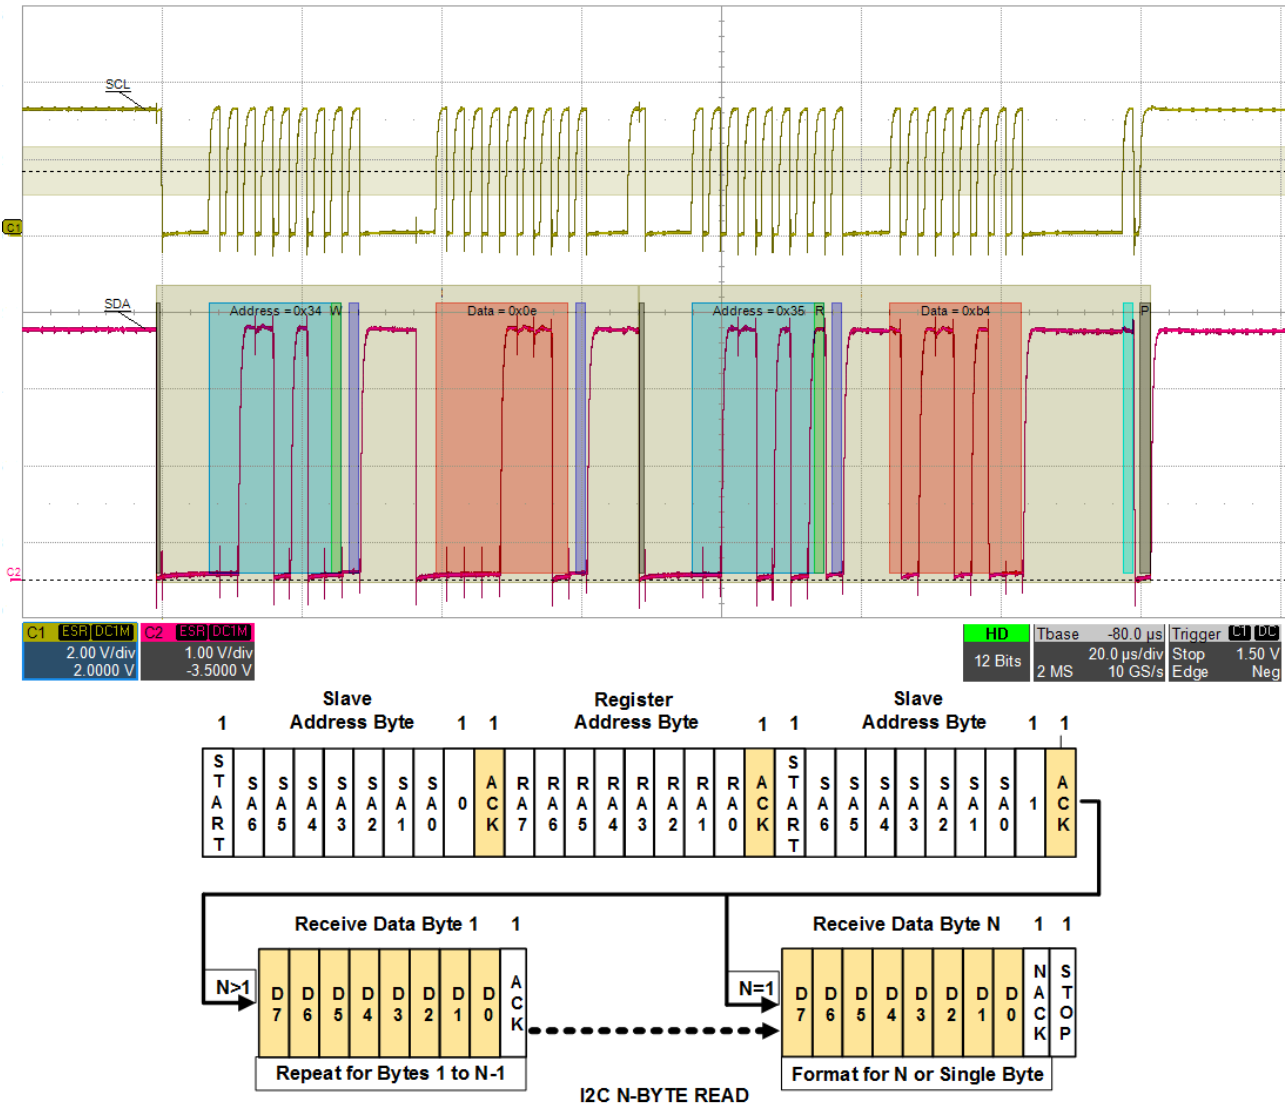 SCL
C1
SDA
Address = 0x34 W
Data = 0x0e
Address = 0x35 R
Data = 0xb4
P
C2
C1 ESR DC1M
2.00 V/div
2.0000 V
C2 ESR DC1M
1.00 V/div
-3.5000 V
HD
12 Bits
Tbase -80.0 µs
20.0 µs/div
2 MS 10 GS/s
Trigger C1 DC
Stop 1.50 V
Edge Neg
Slave Register Slave
1 Address Byte 1 1 Address Byte 1 1 Address Byte 1 1
START SA6 SA5 SA4 SA3 SA2 SA1 SA0 0 ACK RA7 RA6 RA5 RA4 RA3 RA2 RA1 RA0 ACK START SA6 SA5 SA4 SA3 SA2 SA1 SA0 1 ACK
Receive Data Byte 1 1
Receive Data Byte N 1 1
N>1 D7 D6 D5 D4 D3 D2 D1 D0 ACK
N=1 D7 D6 D5 D4 D3 D2 D1 D0 NACK STOP
Repeat for Bytes 1 to N-1
Format for N or Single Byte
I2C N-BYTE READ